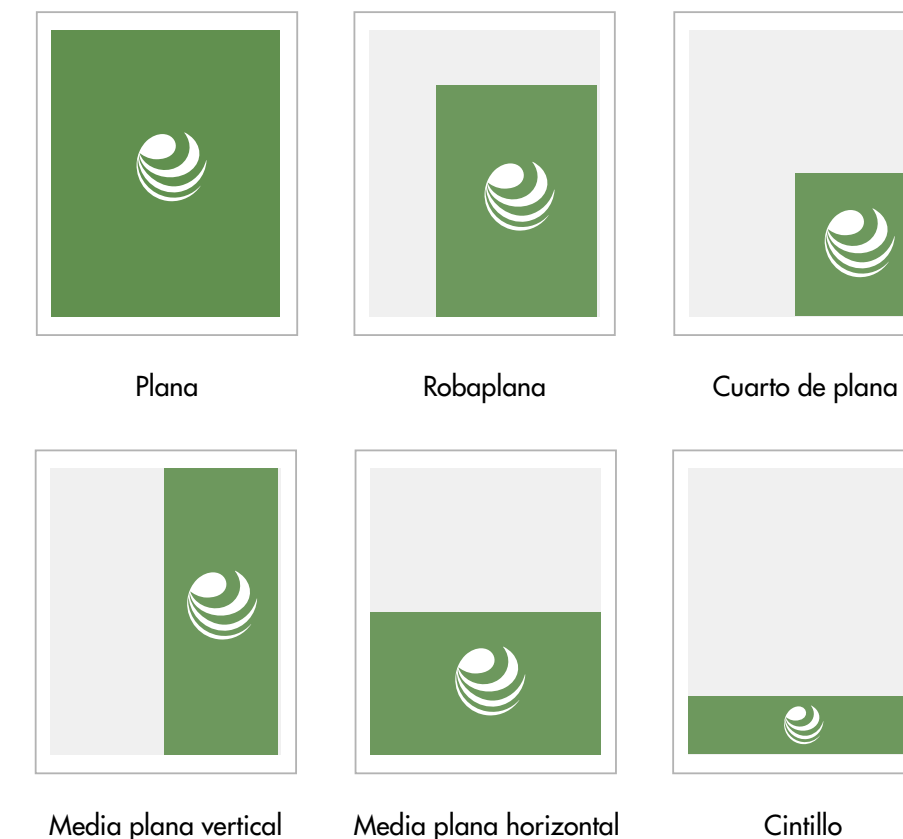 Plana
Robaplana
Cuarto de plana
Media plana vertical
Media plana horizontal
Cintillo